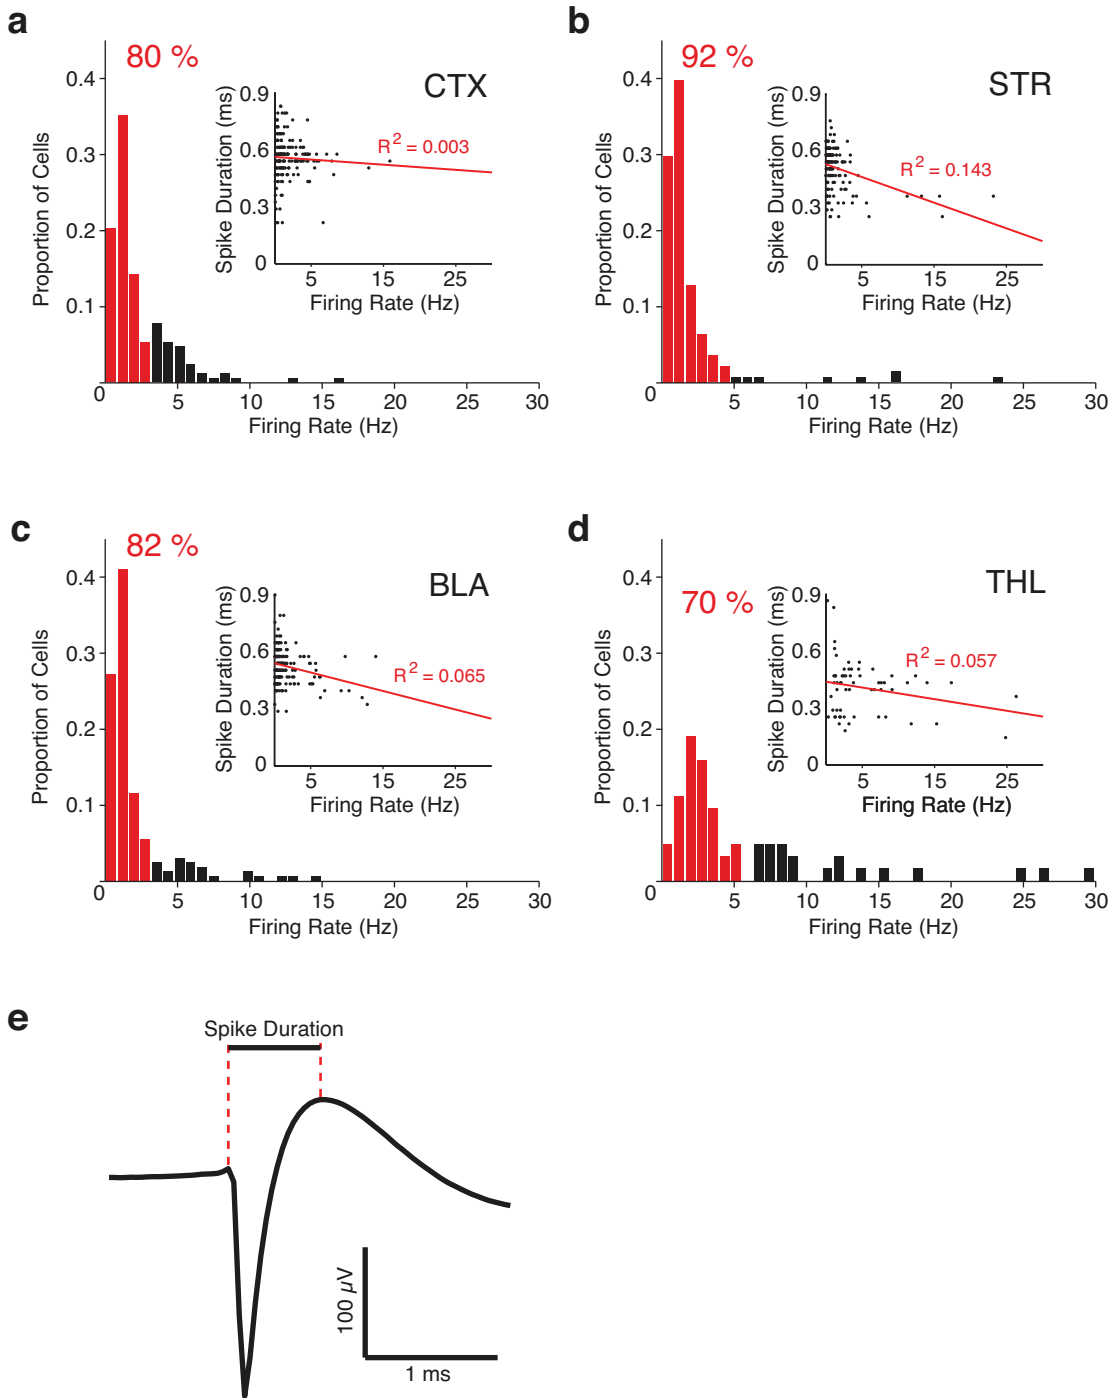 a
80 %
CTX
Proportion of Cells
0.4
0.3
0.2
0.1
0
5
10
15
20
25
30
Firing Rate (Hz)
Spike Duration (ms)
0.9
0.6
0.3
0
5
15
25
Firing Rate (Hz)
R² = 0.003
b
92 %
STR
Proportion of Cells
0.4
0.3
0.2
0.1
0
5
10
15
20
25
30
Firing Rate (Hz)
Spike Duration (ms)
0.9
0.6
0.3
0
5
15
25
Firing Rate (Hz)
R² = 0.143
c
82 %
BLA
Proportion of Cells
0.4
0.3
0.2
0.1
0
5
10
15
20
25
30
Firing Rate (Hz)
Spike Duration (ms)
0.9
0.6
0.3
0
5
15
25
Firing Rate (Hz)
R² = 0.065
d
70 %
THL
Proportion of Cells
0.4
0.3
0.2
0.1
0
5
10
15
20
25
30
Firing Rate (Hz)
Spike Duration (ms)
0.9
0.6
0.3
0
5
15
25
Firing Rate (Hz)
R² = 0.057
e
Spike Duration
100 µV
1 ms